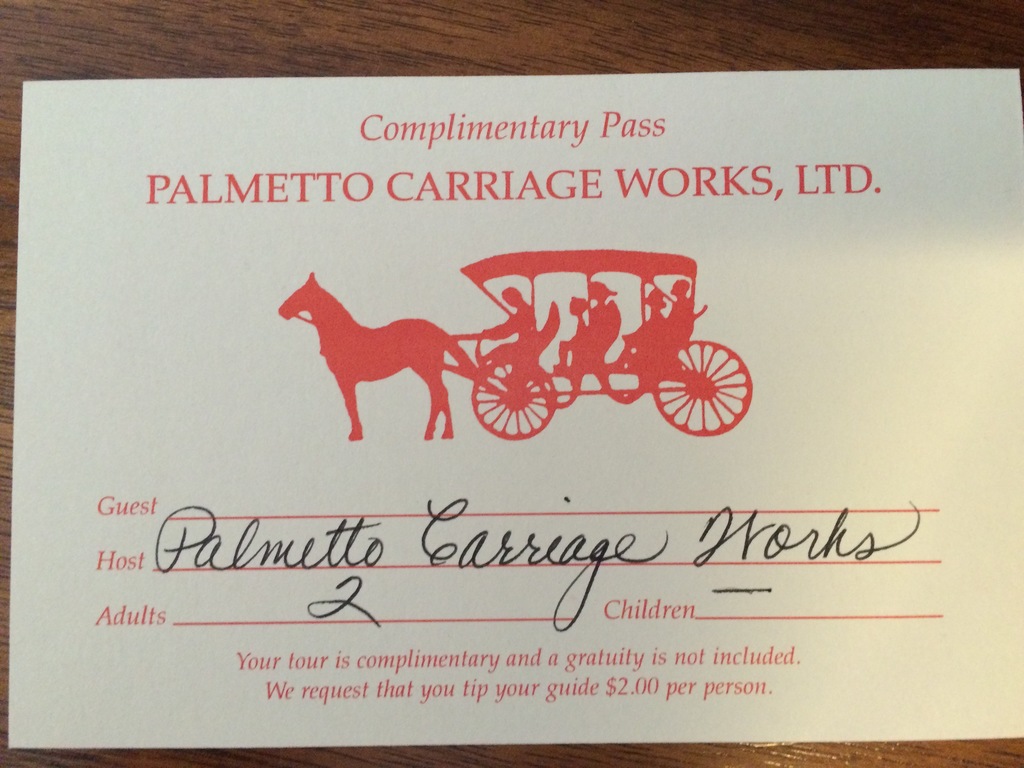 Complimentary Pass
PALMETTO CARRIAGE WORKS, LTD.
Guest
Host Palmetto Carriage Works
Adults 2 Children —
Your tour is complimentary and a gratuity is not included.
We request that you tip your guide $2.00 per person.